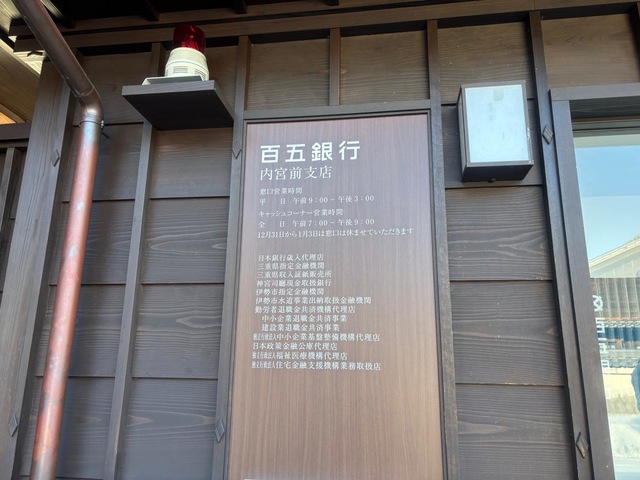 百五銀行
内宮前支店
窓口営業時間
平　日　午前9:00－午後3:00
キャッシュコーナー営業時間
全　日　午前7:00－午後9:00
12月31日から1月3日は窓口は休ませていただきます
日本銀行歳入代理店
三重県指定金融機関
三重県収入証紙販売所
神宮司廳現金取扱銀行
伊勢市指定金融機関
伊勢市水道事業出納取扱金融機関
勤労者退職金共済機構代理店
中小企業退職金共済事業
建設業退職金共済事業
独立行政法人中小企業基盤整備機構代理店
日本政策金融公庫代理店
独立行政法人福祉医療機構代理店
独立行政法人住宅金融支援機構業務取扱店